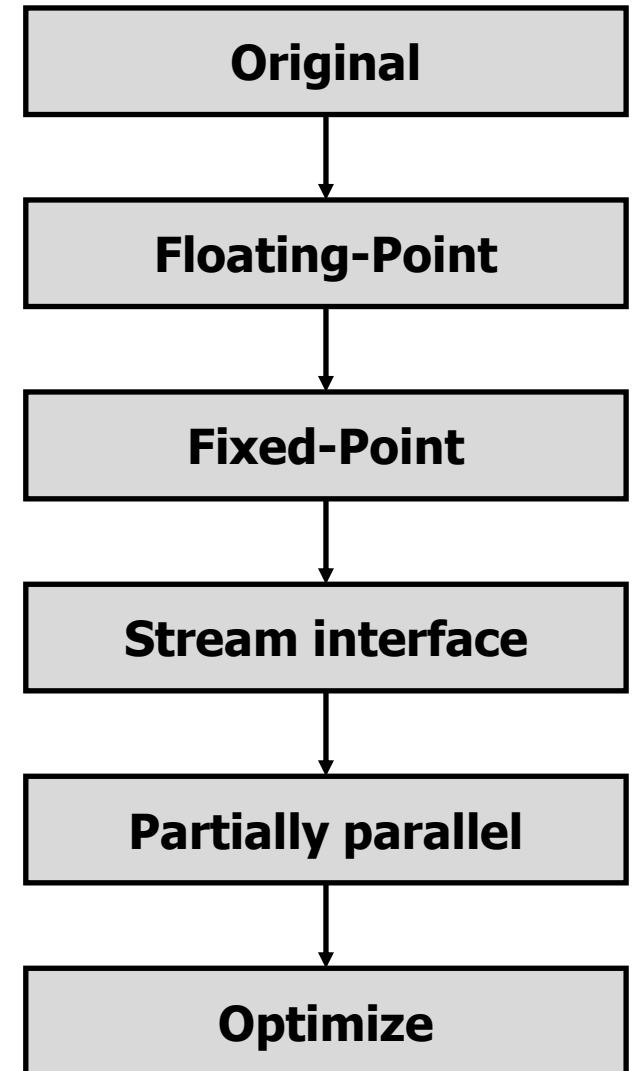 Original
Floating-Point
Fixed-Point
Stream interface
Partially parallel
Optimize